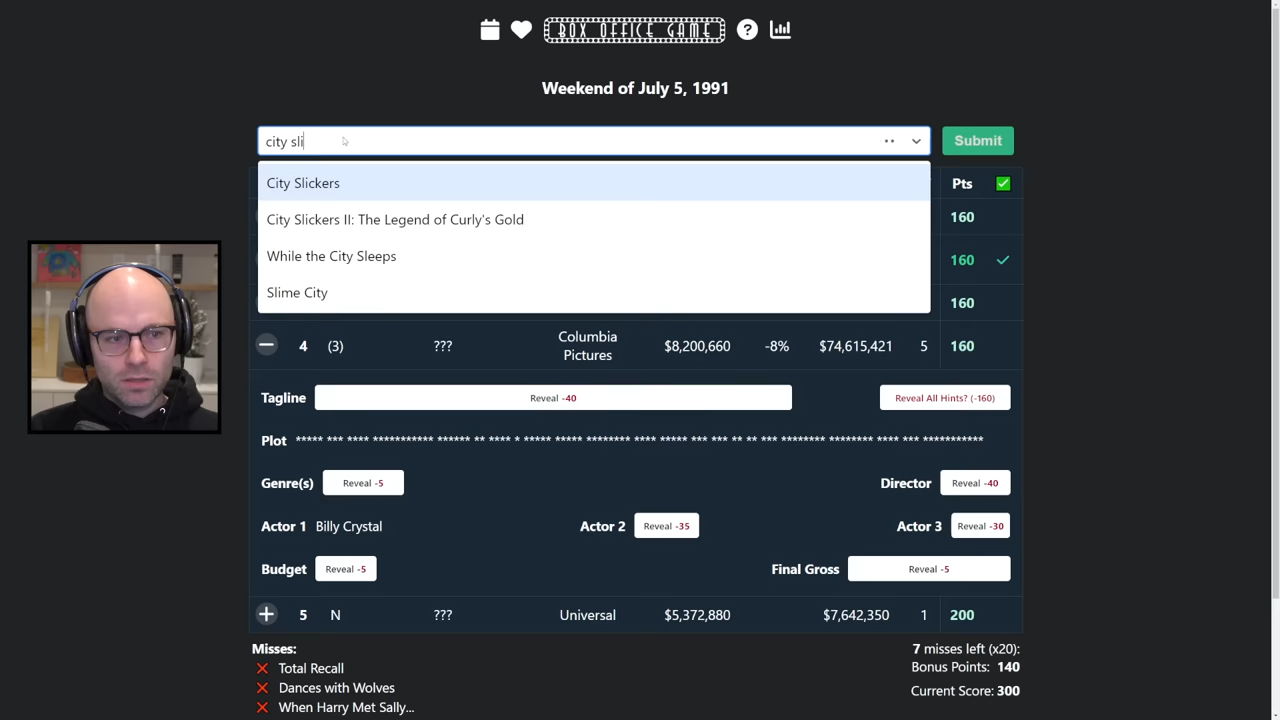 BOX OFFICE GAME
Weekend of July 5, 1991
city sli
Submit
City Slickers
City Slickers II: The Legend of Curly's Gold
While the City Sleeps
Slime City
Pts ✅
160
160 ✓
160
4 (3) ??? Columbia Pictures $8,200,660 -8% $74,615,421 5 160
Tagline Reveal -40 Reveal All Hints? (-160)
Plot ***** *** **** *********** ****** ** **** * ***** ***** ******** **** ***** *** *** ** ** *** ******** ******** **** *** ***********
Genre(s) Reveal -5 Director Reveal -40
Actor 1 Billy Crystal Actor 2 Reveal -35 Actor 3 Reveal -30
Budget Reveal -5 Final Gross Reveal -5
5 N ??? Universal $5,372,880 $7,642,350 1 200
Misses:
❌ Total Recall
❌ Dances with Wolves
❌ When Harry Met Sally...
7 misses left (x20):
Bonus Points: 140
Current Score: 300